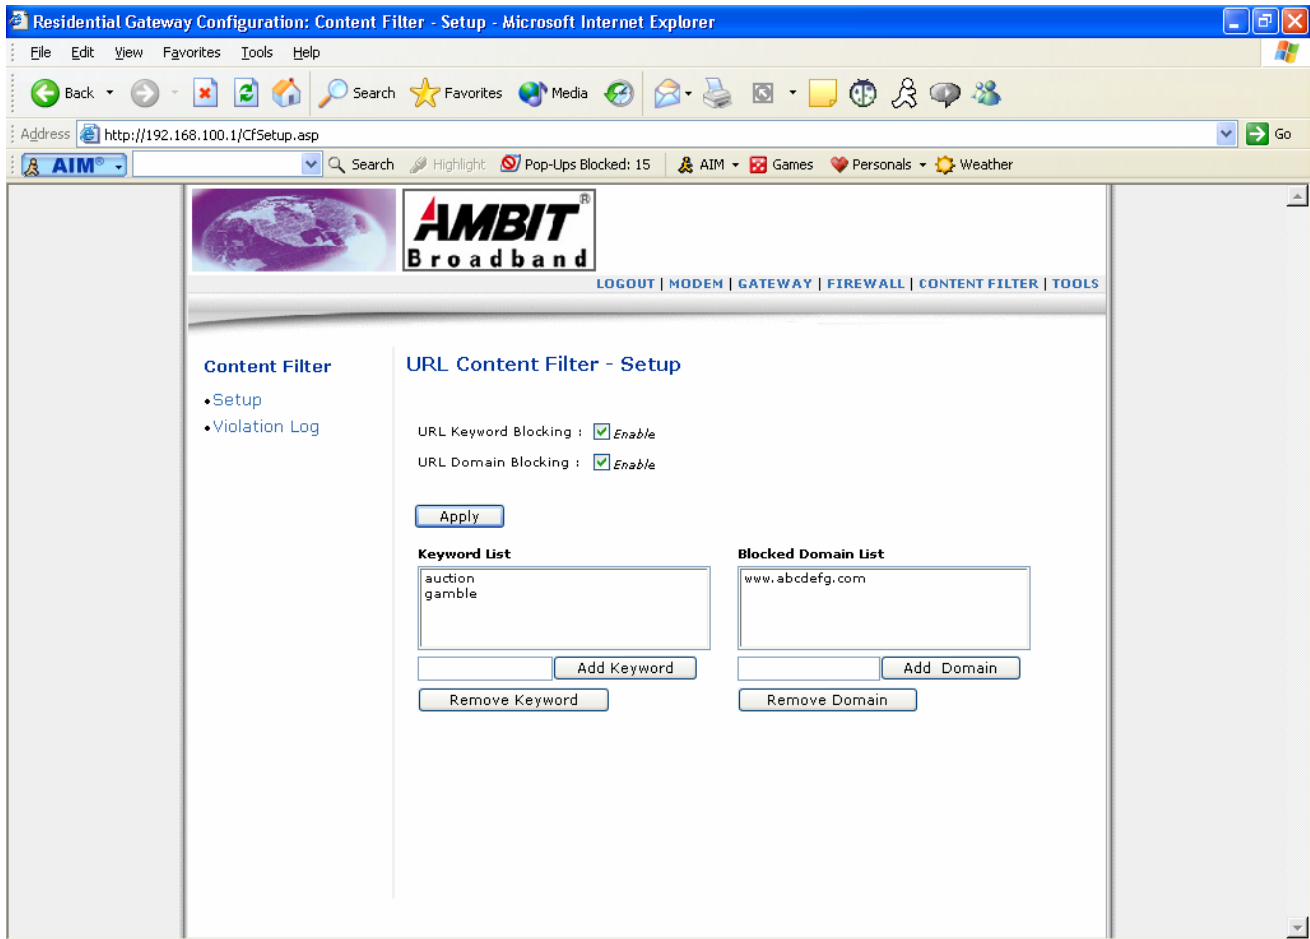 Residential Gateway Configuration: Content Filter - Setup - Microsoft Internet Explorer
File Edit View Favorites Tools Help
Back Search Favorites Media
Address http://192.168.100.1/CfSetup.asp Go
AIM® Search Highlight Pop-Ups Blocked: 15 AIM Games Personals Weather
AMBIT®
Broadband
LOGOUT | MODEM | GATEWAY | FIREWALL | CONTENT FILTER | TOOLS
Content Filter
•Setup
•Violation Log
URL Content Filter - Setup
URL Keyword Blocking : Enable
URL Domain Blocking : Enable
Apply
Keyword List
auction
gamble
Add Keyword
Remove Keyword
Blocked Domain List
www.abcdefg.com
Add Domain
Remove Domain